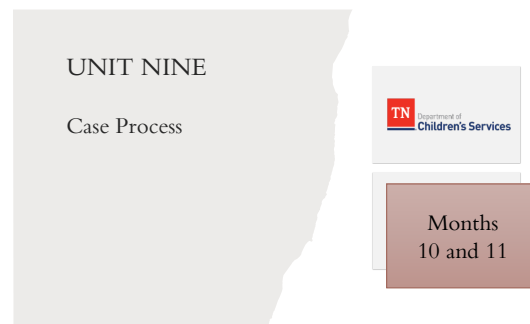 UNIT NINE
Case Process
TN
Department of
Children's Services
Months
10 and 11